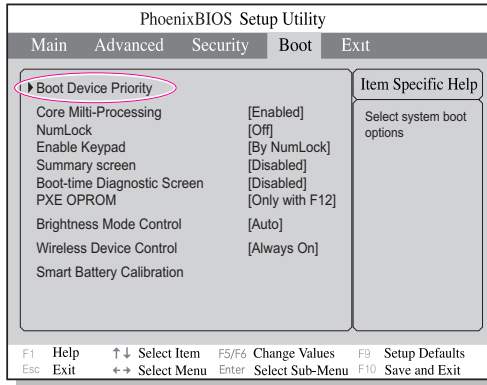 PhoenixBIOS Setup Utility
Main Advanced Security Boot Exit
Boot Device Priority
Core Milti-Processing [Enabled]
NumLock [Off]
Enable Keypad [By NumLock]
Summary screen [Disabled]
Boot-time Diagnostic Screen [Disabled]
PXE OPROM [Only with F12]
Brightness Mode Control [Auto]
Wireless Device Control [Always On]
Smart Battery Calibration
Item Specific Help
Select system boot
options
F1 Help ↑↓ Select Item F5/F6 Change Values F9 Setup Defaults
Esc Exit ←→ Select Menu Enter Select Sub-Menu F10 Save and Exit